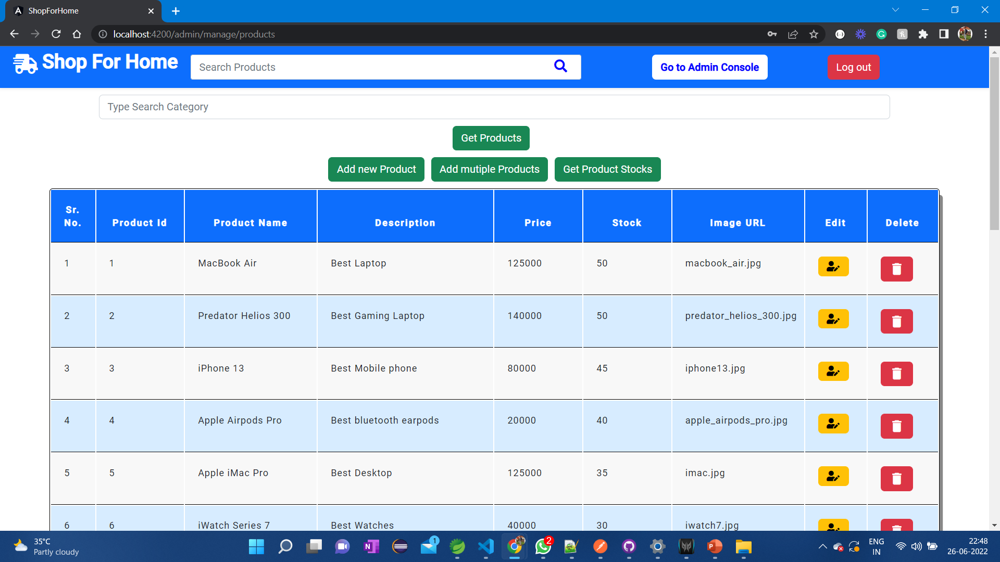 ShopForHome
localhost:4200/admin/manage/products
Shop For Home
Search Products
Go to Admin Console
Log out
Type Search Category
Get Products
Add new Product Add mutiple Products Get Product Stocks
Sr. No. Product Id Product Name Description Price Stock Image URL Edit Delete
1 1 MacBook Air Best Laptop 125000 50 macbook_air.jpg
2 2 Predator Helios 300 Best Gaming Laptop 140000 50 predator_helios_300.jpg
3 3 iPhone 13 Best Mobile phone 80000 45 iphone13.jpg
4 4 Apple Airpods Pro Best bluetooth earpods 20000 40 apple_airpods_pro.jpg
5 5 Apple iMac Pro Best Desktop 125000 35 imac.jpg
6 6 iWatch Series 7 Best Watches 40000 30 iwatch7.jpg
35°C
Partly cloudy
N
1
2
P
ENG
IN
22:48
26-06-2022